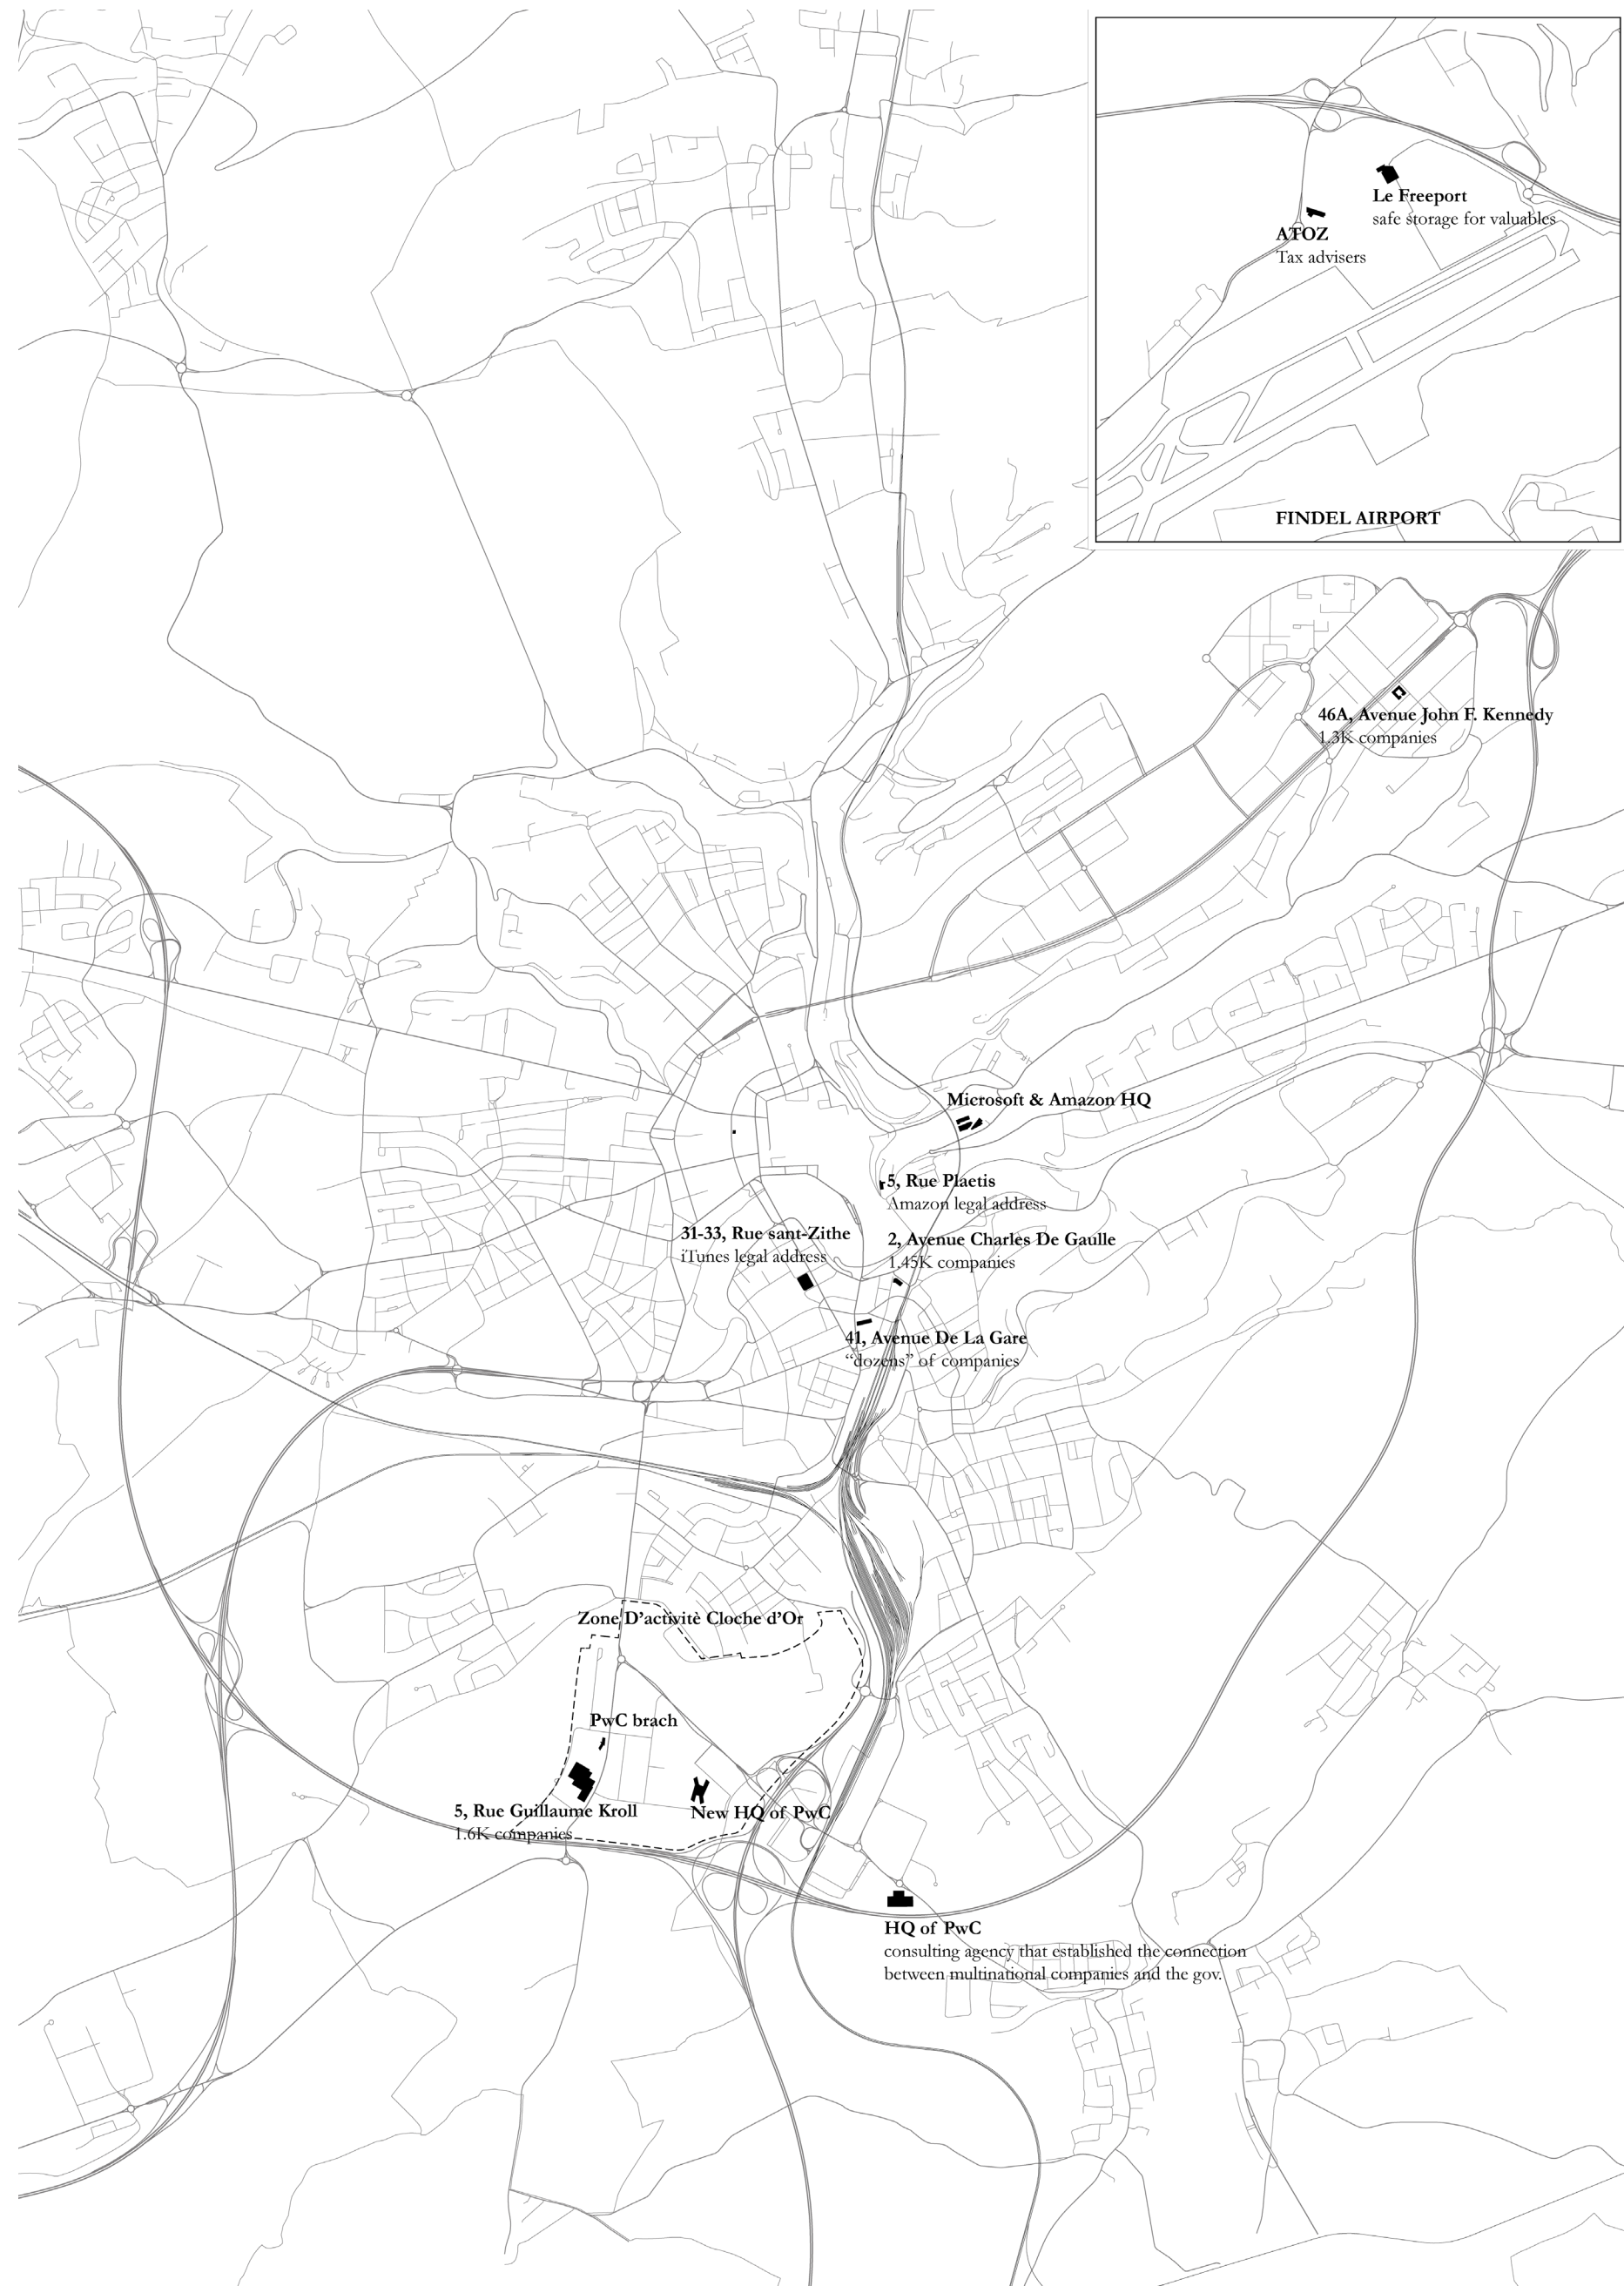 Le Freeport
safe storage for valuables
ATOZ
Tax advisers
FINDEL AIRPORT
46A, Avenue John F. Kennedy
1.3K companies
Microsoft & Amazon HQ
5, Rue Plaetis
Amazon legal address
31-33, Rue sant-Zithe
iTunes legal address
2, Avenue Charles De Gaulle
1.45K companies
41, Avenue De La Gare
“dozens” of companies
Zone D’activitè Cloche d’Or
PwC brach
5, Rue Guillaume Kroll
1.6K companies
New HQ of PwC
HQ of PwC
consulting agency that established the connection
between multinational companies and the gov.